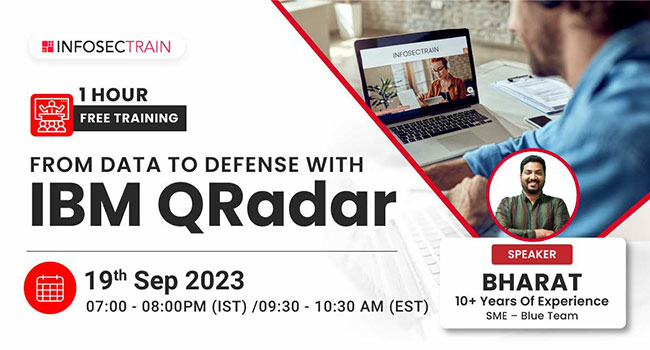 INFOSECTRAIN
1 HOUR
FREE TRAINING
FROM DATA TO DEFENSE WITH
IBM QRadar
19th Sep 2023
07:00 - 08:00PM (IST) /09:30 - 10:30 AM (EST)
INFOSECTRAIN
SPEAKER
BHARAT
10+ Years Of Experience
SME – Blue Team